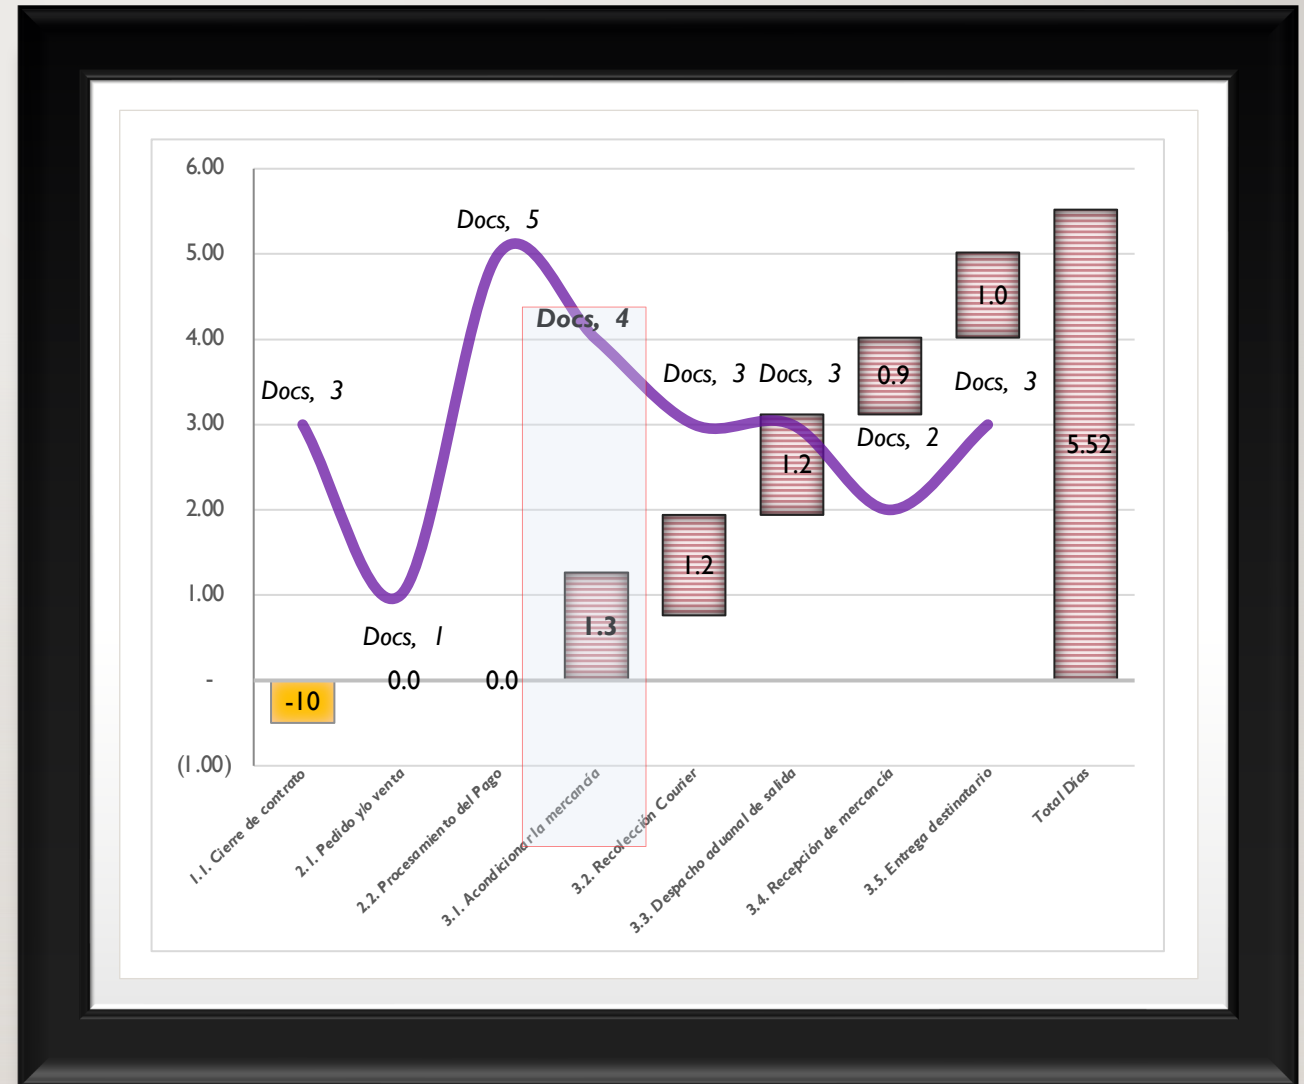 6.00
5.00
4.00
3.00
2.00
1.00
-
(1.00)
Docs, 3
Docs, 1
Docs, 5
Docs, 4
Docs, 3
Docs, 3
Docs, 2
Docs, 3
-10
0.0
0.0
1.3
1.2
1.2
0.9
1.0
5.52
1.1. Cierre de contrato
2.1. Pedido y/o venta
2.2. Procesamiento del Pago
3.1. Acondicionar la mercancía
3.2. Recolección Courier
3.3. Despacho aduanal de salida
3.4. Recepción de mercancía
3.5. Entrega destinatario
Total Días